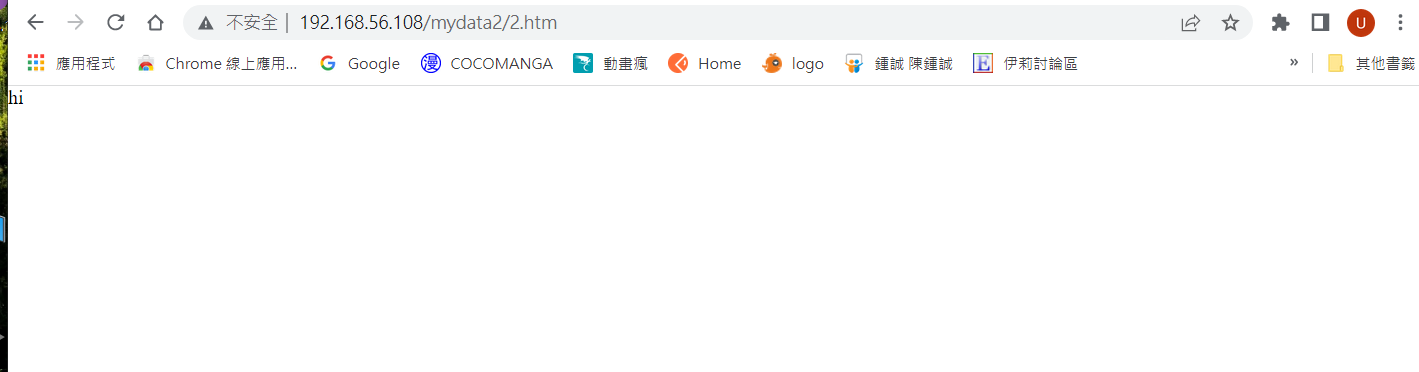 不安全 | 192.168.56.108/mydata2/2.htm U
應用程式 Chrome 線上應用... G Google 漫 COCOMANGA 動畫瘋 Home logo 鍾誠 陳鍾誠 E 伊莉討論區 » 其他書籤
hi